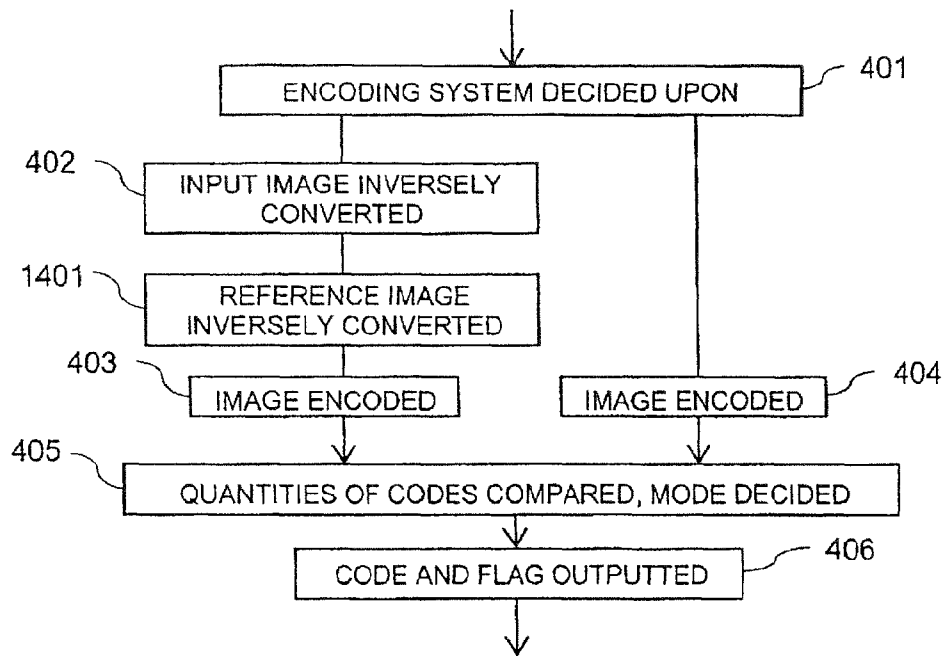 401
ENCODING SYSTEM DECIDED UPON
402
INPUT IMAGE INVERSELY
CONVERTED
1401
REFERENCE IMAGE
INVERSELY CONVERTED
403
IMAGE ENCODED
404
IMAGE ENCODED
405
QUANTITIES OF CODES COMPARED, MODE DECIDED
406
CODE AND FLAG OUTPUTTED